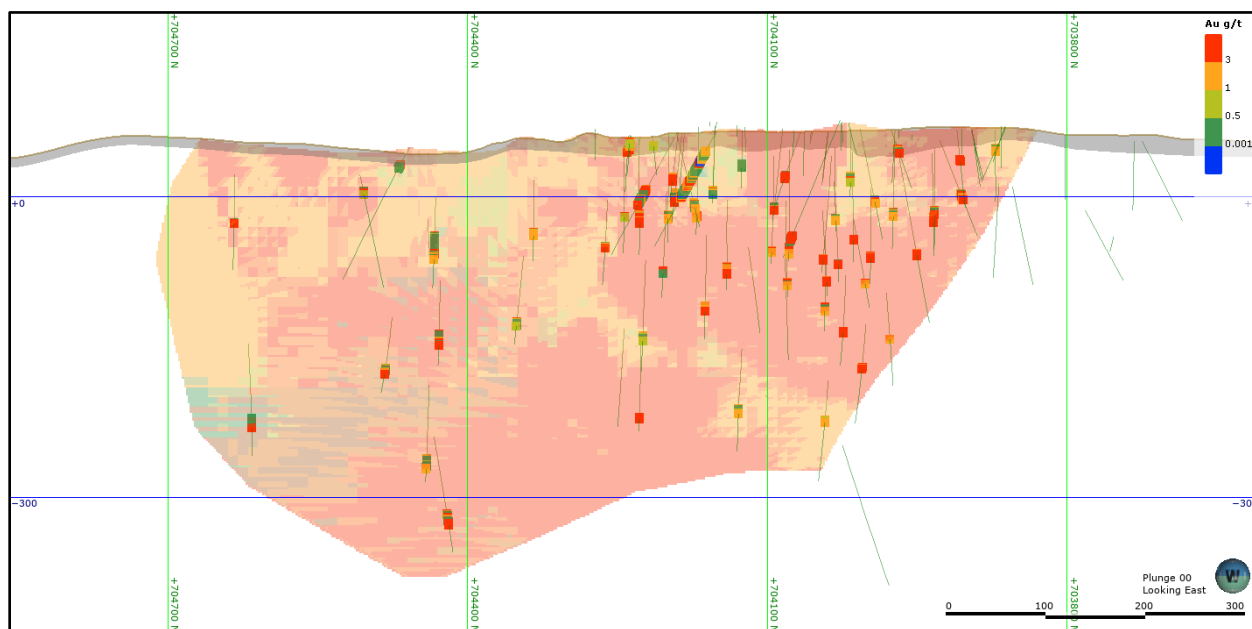 +704700 N
+704400 N
+704100 N
+703800 N
Au g/t
3
1
0.5
0.001
+0
+
-300
-30
+704700 N
+704400 N
+704100 N
+703800 N
Plunge 00
Looking East
W
0 100 200 300